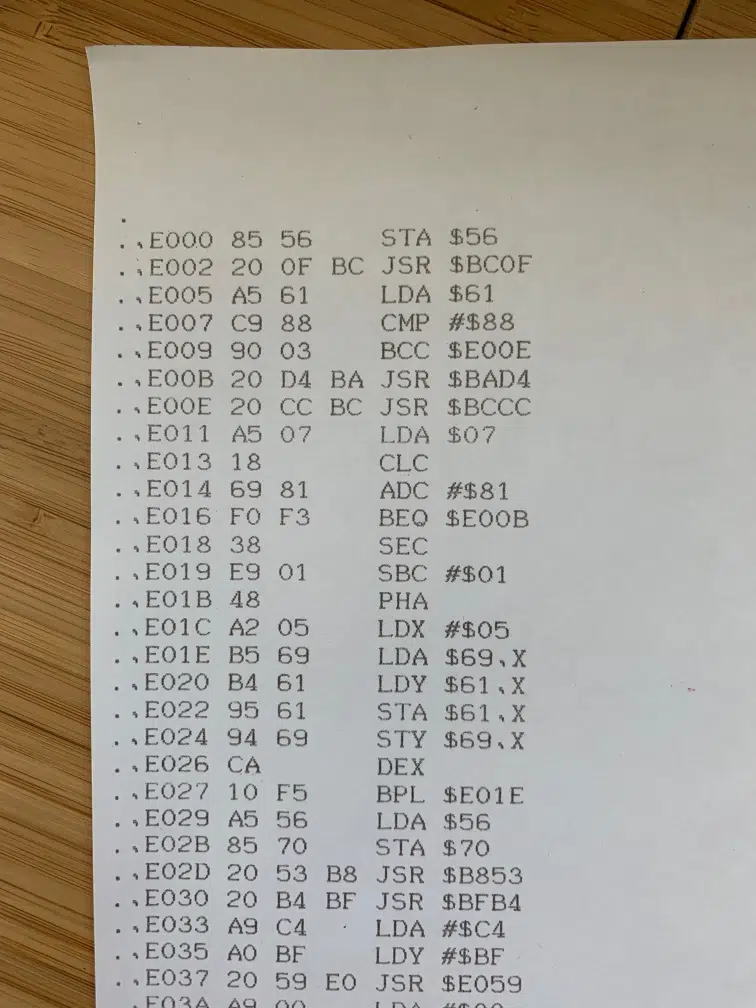 .
.,E000 85 56 STA $56
.,E002 20 0F BC JSR $BC0F
.,E005 A5 61 LDA $61
.,E007 C9 88 CMP #$88
.,E009 90 03 BCC $E00E
.,E00B 20 D4 BA JSR $BAD4
.,E00E 20 CC BC JSR $BCCC
.,E011 A5 07 LDA $07
.,E013 18 CLC
.,E014 69 81 ADC #$81
.,E016 F0 F3 BEQ $E00B
.,E018 38 SEC
.,E019 E9 01 SBC #$01
.,E01B 48 PHA
.,E01C A2 05 LDX #$05
.,E01E B5 69 LDA $69,X
.,E020 B4 61 LDY $61,X
.,E022 95 61 STA $61,X
.,E024 94 69 STY $69,X
.,E026 CA DEX
.,E027 10 F5 BPL $E01E
.,E029 A5 56 LDA $56
.,E02B 85 70 STA $70
.,E02D 20 53 B8 JSR $B853
.,E030 20 B4 BF JSR $BFB4
.,E033 A9 C4 LDA #$C4
.,E035 A0 BF LDY #$BF
.,E037 20 59 E0 JSR $E059
.,E03A A9 00 LDA #$00